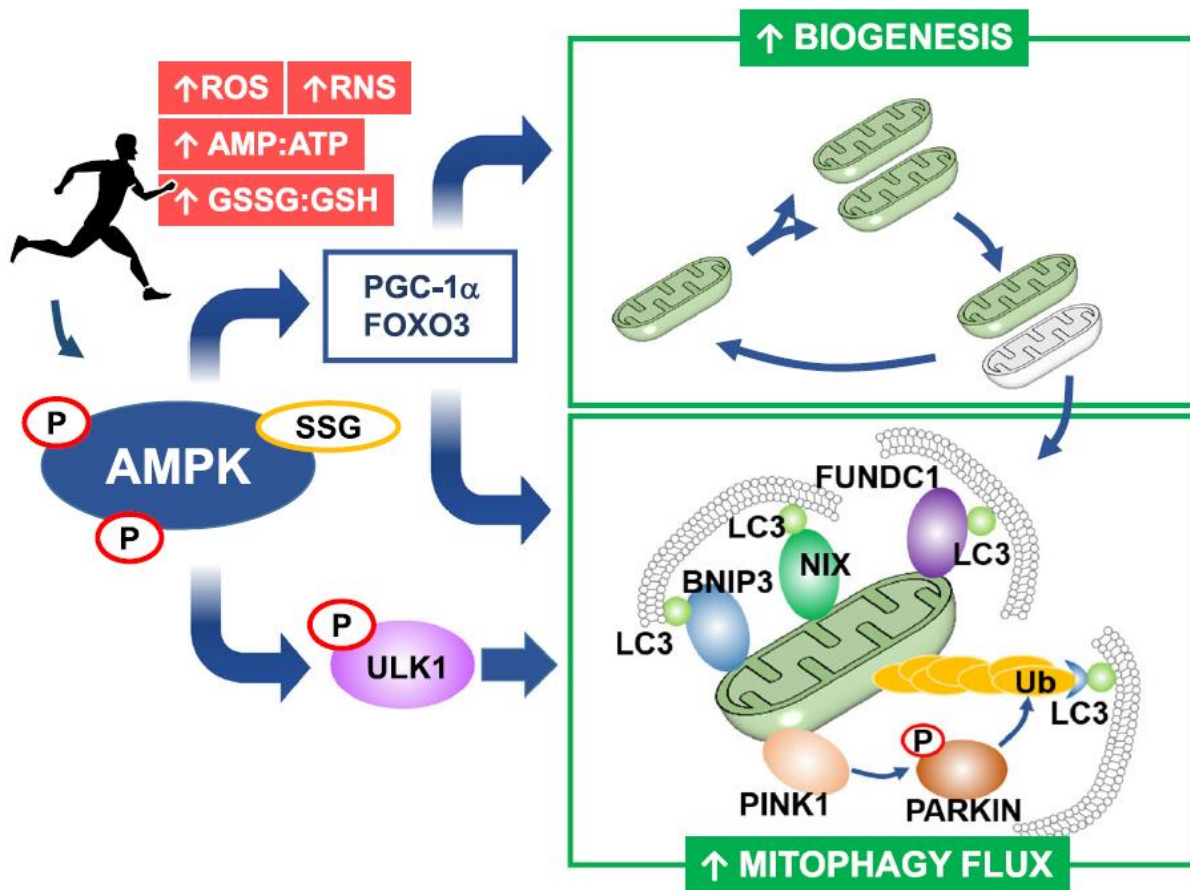 ↑ BIOGENESIS
↑ROS ↑RNS
↑ AMP:ATP
↑ GSSG:GSH
PGC-1α
FOXO3
P
SSG
AMPK
P
P
ULK1
FUNDC1
LC3
LC3
NIX
BNIP3
LC3
Ub
LC3
P
PINK1
PARKIN
↑ MITOPHAGY FLUX